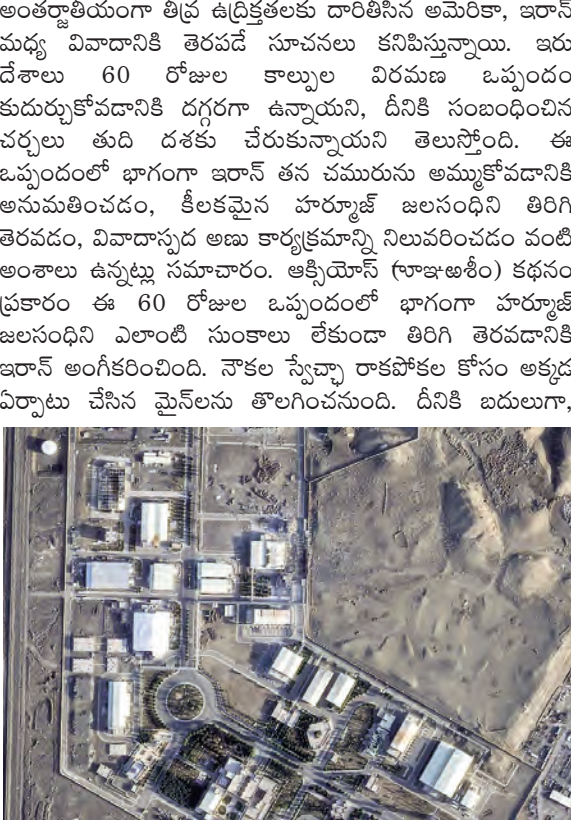 అంతర్జాతీయంగా తీవ్ర ఉద్రిక్తతలకు దారితీసిన అమెరికా, ఇరాన్
మధ్య వివాదానికి తెరపడే సూచనలు కనిపిస్తున్నాయి. ఇరు
దేశాలు 60 రోజుల కాల్పుల విరమణ ఒప్పందం
కుదుర్చుకోవడానికి దగ్గరగా ఉన్నాయని, దీనికి సంబంధించిన
చర్చలు తుది దశకు చేరుకున్నాయని తెలుస్తోంది. ఈ
ఒప్పందంలో భాగంగా ఇరాన్ తన చమురును అమ్ముకోవడానికి
అనుమతించడం, కీలకమైన హర్మూజ్ జలసంధిని తిరిగి
తెరవడం, వివాదాస్పద అణు కార్యక్రమాన్ని నిలువరించడం వంటి
అంశాలు ఉన్నట్లు సమాచారం. ఆక్సియోస్ కథనం
ప్రకారం ఈ 60 రోజుల ఒప్పందంలో భాగంగా హర్మూజ్
జలసంధిని ఎలాంటి సుంకాలు లేకుండా తిరిగి తెరవడానికి
ఇరాన్ అంగీకరించింది. నౌకల స్వేచ్ఛా రాకపోకల కోసం అక్కడ
ఏర్పాటు చేసిన మైన్‌లను తొలగించనుంది. దీనికి బదులుగా,